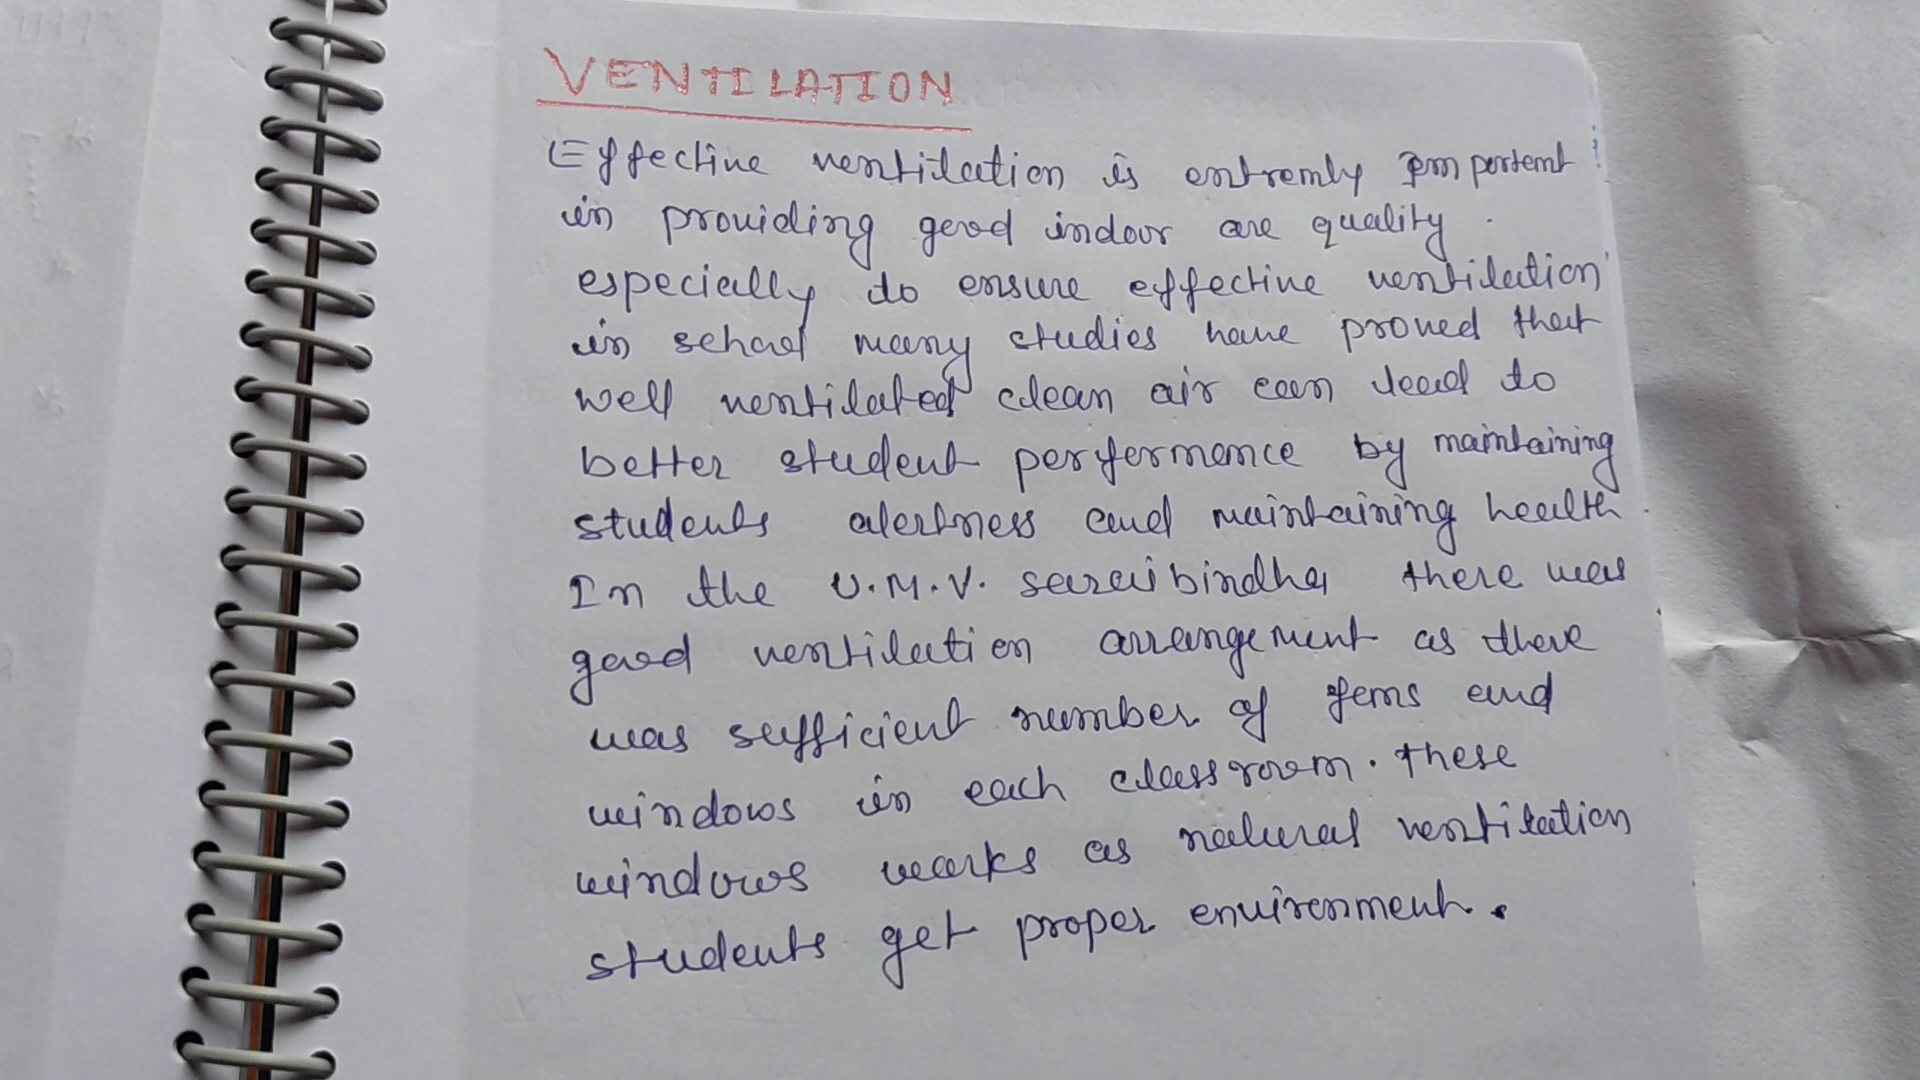 VENTILATION
Effective ventilation is extremly Important
in providing good indoor are quality.
especially to ensure effective ventilation
in school many studies have proved that
well ventilated clean air can lead to
better student performance by maintaining
students alertness and maintaining health.
In the U.M.V. saraibindha there was
good ventilation arrangement as there
was sufficient number of fans and
windows in each classroom. These
windows works as natural ventilation
students get proper environment.